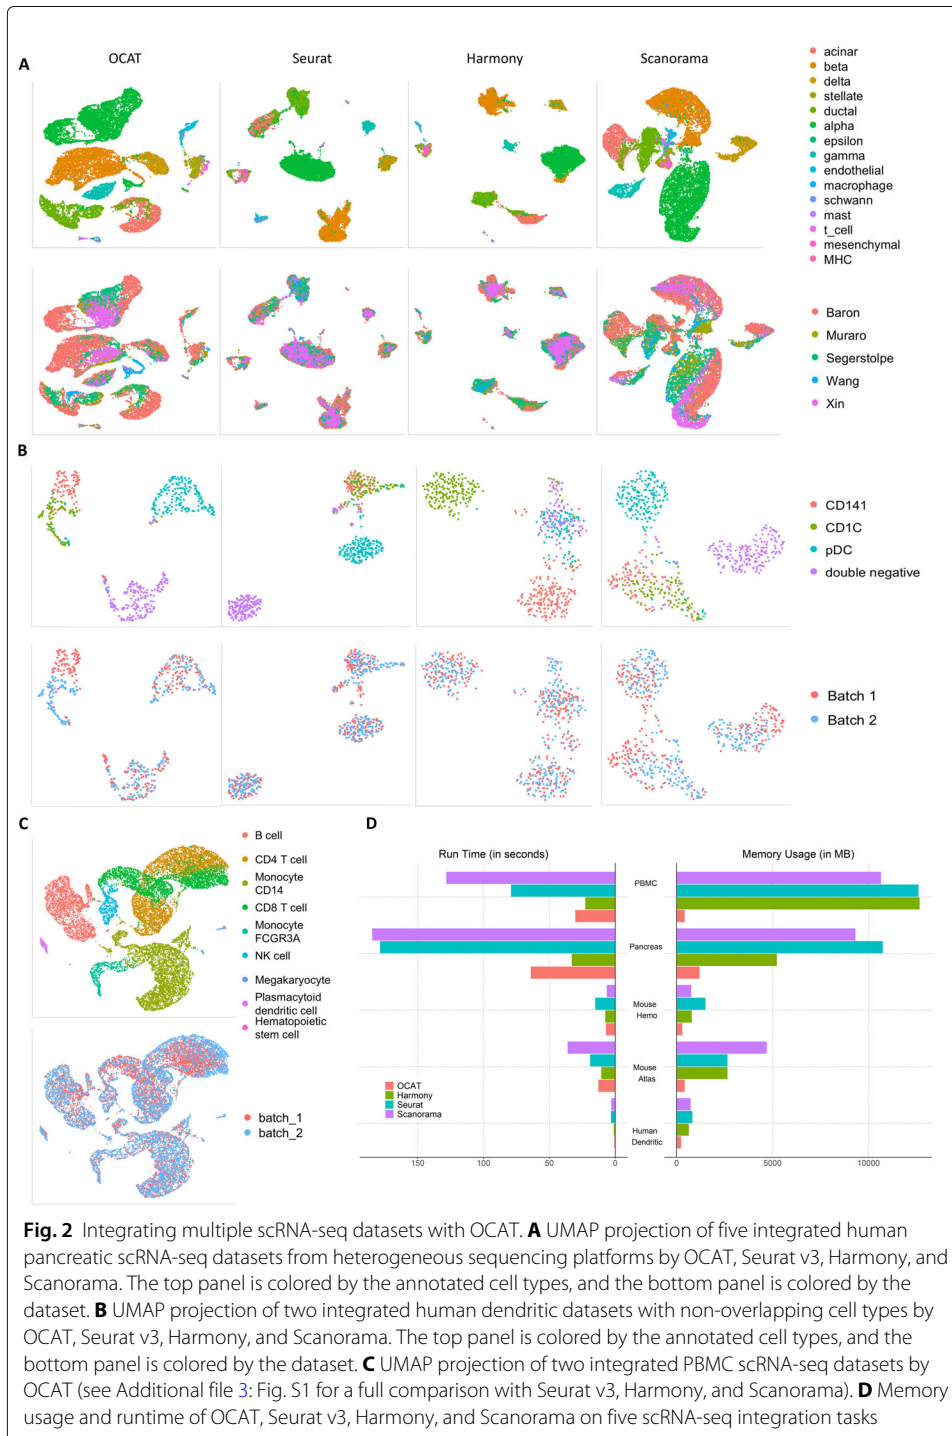 OCAT Seurat Harmony Scanorama
A
acinar
beta
delta
stellate
ductal
alpha
epsilon
gamma
endothelial
macrophage
schwann
mast
t_cell
mesenchymal
MHC
Baron
Muraro
Segerstolpe
Wang
Xin
B
CD141
CD1C
pDC
double negative
Batch 1
Batch 2
C
B cell
CD4 T cell
Monocyte
CD14
CD8 T cell
Monocyte
FCGR3A
NK cell
Megakaryocyte
Plasmacytoid
dendritic cell
Hematopoietic
stem cell
batch_1
batch_2
D
Run Time (in seconds) Memory Usage (in MB)
PBMC
Pancreas
Mouse
Hemo
Mouse
Atlas
Human
Dendritic
OCAT
Harmony
Seurat
Scanorama
150 100 50 0 0 5000 10000
Fig. 2 Integrating multiple scRNA-seq datasets with OCAT. A UMAP projection of five integrated human
pancreatic scRNA-seq datasets from heterogeneous sequencing platforms by OCAT, Seurat v3, Harmony, and
Scanorama. The top panel is colored by the annotated cell types, and the bottom panel is colored by the
dataset. B UMAP projection of two integrated human dendritic datasets with non-overlapping cell types by
OCAT, Seurat v3, Harmony, and Scanorama. The top panel is colored by the annotated cell types, and the
bottom panel is colored by the dataset. C UMAP projection of two integrated PBMC scRNA-seq datasets by
OCAT (see Additional file 3: Fig. S1 for a full comparison with Seurat v3, Harmony, and Scanorama). D Memory
usage and runtime of OCAT, Seurat v3, Harmony, and Scanorama on five scRNA-seq integration tasks